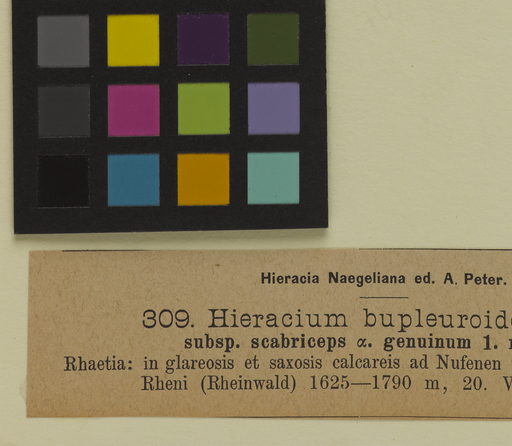 Hieracia Naegeliana ed. A. Peter.
309. Hieracium
subsp. scabriceps α. genuinum 1.
Rhaetia: in glareosis et saxosis calcareis ad Nufenen
Rheni (Rheinwald) 1625—1790 m, 20.